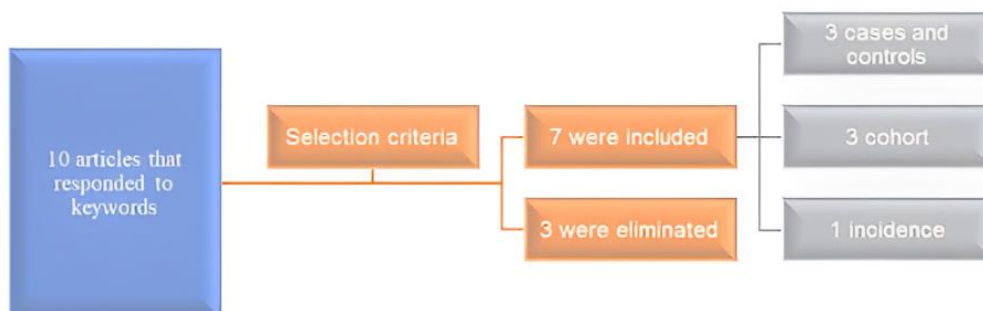 10 articles that
responded to
keywords
Selection criteria
7 were included
3 were eliminated
3 cases and
controls
3 cohort
1 incidence